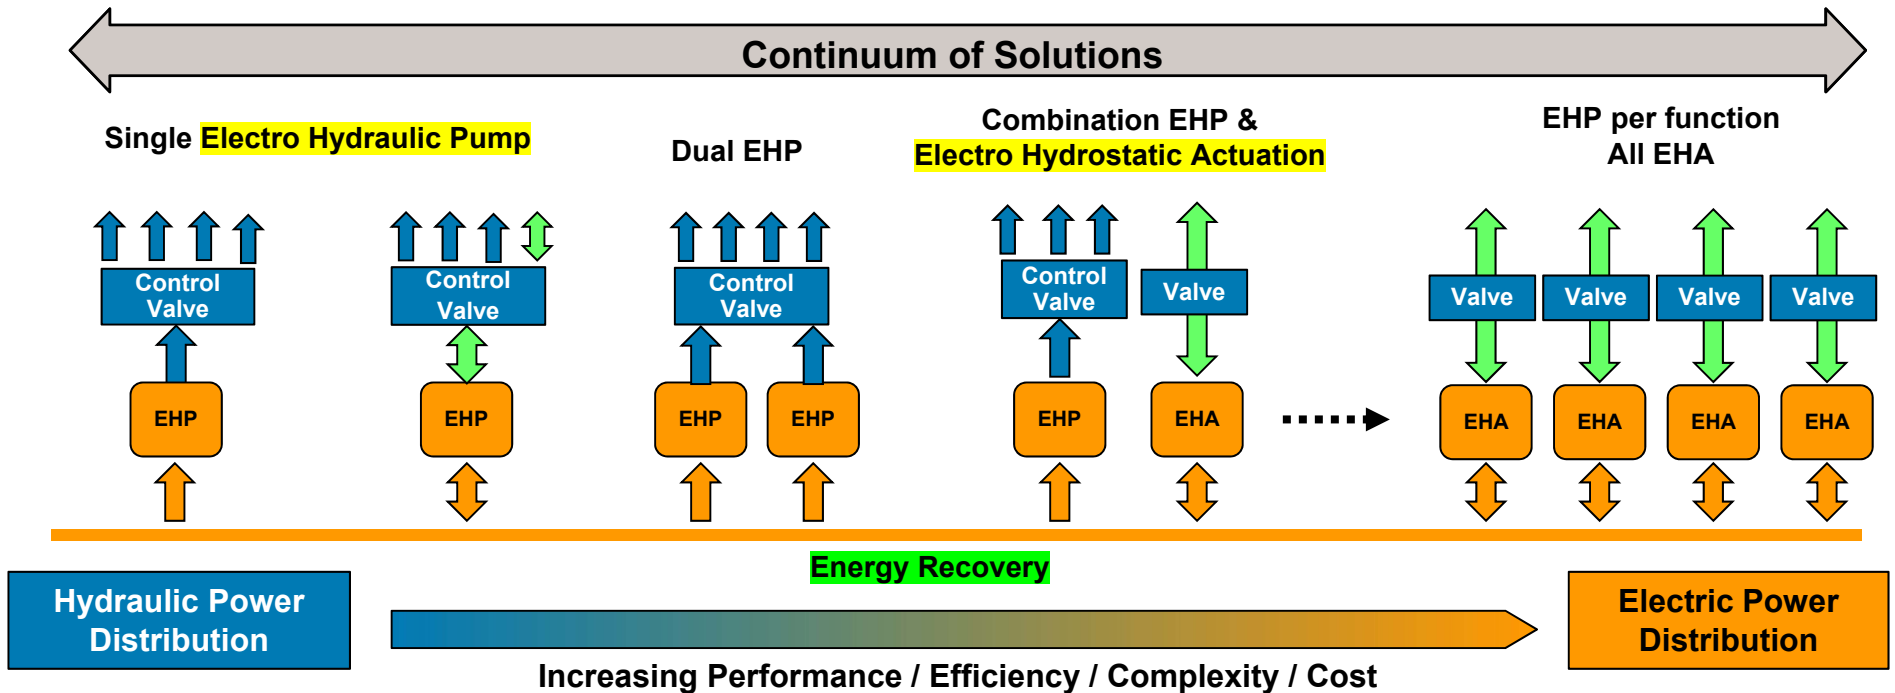 Continuum of Solutions
Single Electro Hydraulic Pump
Dual EHP
Combination EHP &
Electro Hydrostatic Actuation
EHP per function
All EHA
Control
Valve
Control
Valve
Control
Valve
Control
Valve
Valve
Valve
Valve
Valve
Valve
EHP
EHP
EHP
EHP
EHP
EHA
EHA
EHA
EHA
EHA
Energy Recovery
Hydraulic Power
Distribution
Electric Power
Distribution
Increasing Performance / Efficiency / Complexity / Cost